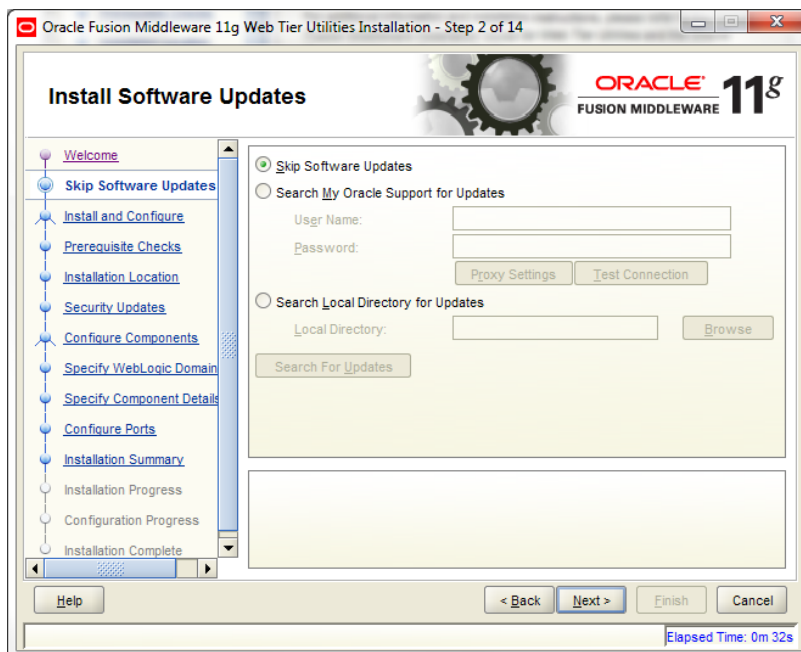 Oracle Fusion Middleware 11g Web Tier Utilities Installation - Step 2 of 14
Install Software Updates
ORACLE
FUSION MIDDLEWARE 11g
Welcome
Skip Software Updates
Install and Configure
Prerequisite Checks
Installation Location
Security Updates
Configure Components
Specify WebLogic Domain
Specify Component Details
Configure Ports
Installation Summary
Installation Progress
Configuration Progress
Installation Complete
Skip Software Updates
Search My Oracle Support for Updates
User Name:
Password:
Proxy Settings Test Connection
Search Local Directory for Updates
Local Directory: Browse
Search For Updates
Help < Back Next > Finish Cancel
Elapsed Time: 0m 32s